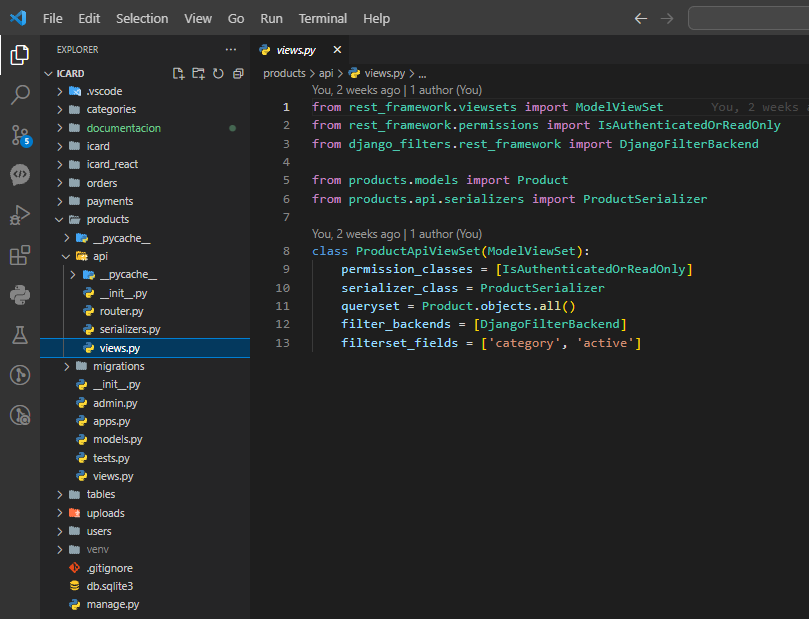 File Edit Selection View Go Run Terminal Help
EXPLORER
ICARD
.vscode
categories
documentacion
icard
icard_react
orders
payments
products
__pycache__
api
__pycache__
__init__.py
router.py
serializers.py
views.py
migrations
__init__.py
admin.py
apps.py
models.py
tests.py
views.py
tables
uploads
users
venv
.gitignore
db.sqlite3
manage.py
5
views.py
products > api > views.py > ...
You, 2 weeks ago | 1 author (You)
1 from rest_framework.viewsets import ModelViewSet You, 2 weeks a
2 from rest_framework.permissions import IsAuthenticatedOrReadOnly
3 from django_filters.rest_framework import DjangoFilterBackend
4
5 from products.models import Product
6 from products.api.serializers import ProductSerializer
7
You, 2 weeks ago | 1 author (You)
8 class ProductApiViewSet(ModelViewSet):
9 permission_classes = [IsAuthenticatedOrReadOnly]
10 serializer_class = ProductSerializer
11 queryset = Product.objects.all()
12 filter_backends = [DjangoFilterBackend]
13 filterset_fields = ['category', 'active']